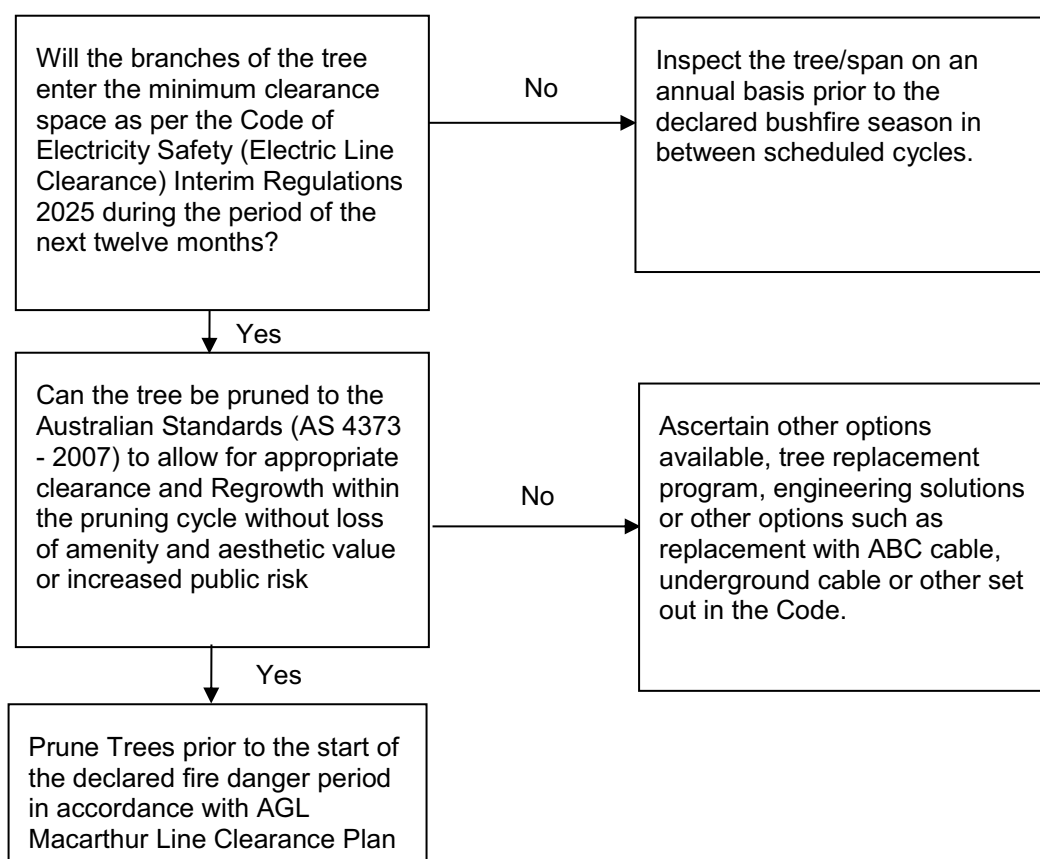 Will the branches of the tree
enter the minimum clearance
space as per the Code of
Electricity Safety (Electric Line
Clearance) Interim Regulations
2025 during the period of the
next twelve months?
No
Inspect the tree/span on an
annual basis prior to the
declared bushfire season in
between scheduled cycles.
Yes
Can the tree be pruned to the
Australian Standards (AS 4373
- 2007) to allow for appropriate
clearance and Regrowth within
the pruning cycle without loss
of amenity and aesthetic value
or increased public risk
No
Ascertain other options
available, tree replacement
program, engineering solutions
or other options such as
replacement with ABC cable,
underground cable or other set
out in the Code.
Yes
Prune Trees prior to the start of
the declared fire danger period
in accordance with AGL
Macarthur Line Clearance Plan